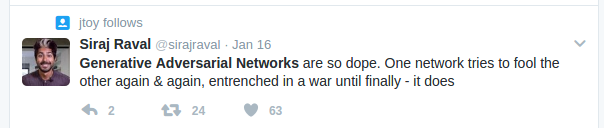 jtoy follows
Siraj Raval @sirajraval · Jan 16
Generative Adversarial Networks are so dope. One network tries to fool the
other again & again, entrenched in a war until finally - it does
2 24 63